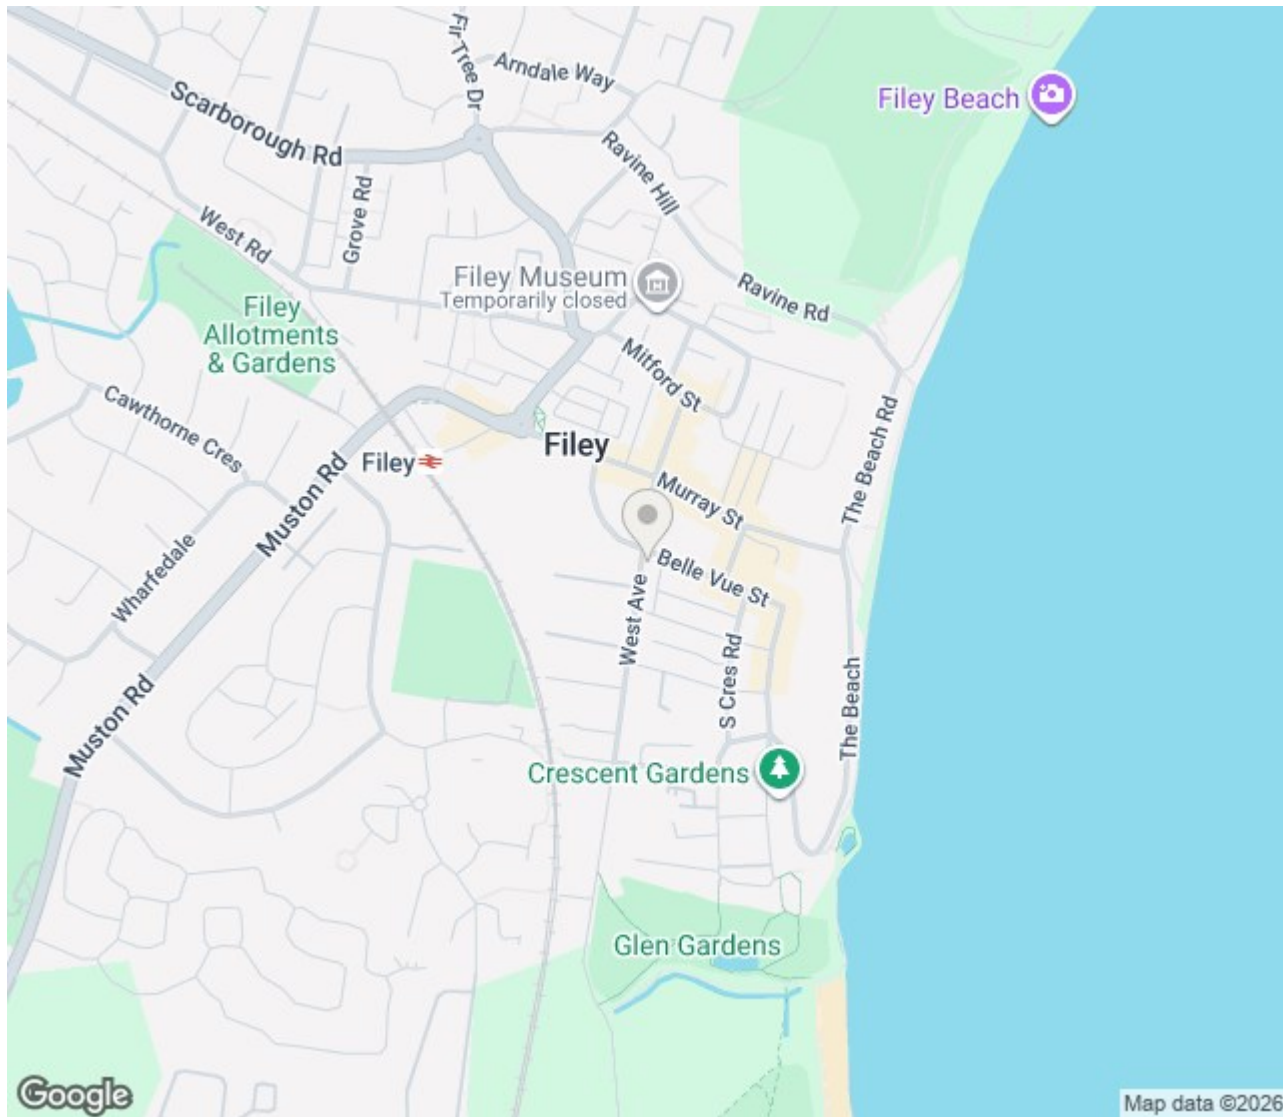 Fir Tree Dr
Arndale Way
Scarborough Rd
Filey Beach
Ravine Hill
Grove Rd
West Rd
Filey Museum
Temporarily closed
Ravine Rd
Filey
Allotments
& Gardens
Mitford St
Cawthorne Cres
The Beach Rd
Filey
Filey
Muston Rd
Murray St
Wharfedale
Belle Vue St
West Ave
S Cres Rd
The Beach
Muston Rd
Crescent Gardens
Glen Gardens
Google
Map data ©2026